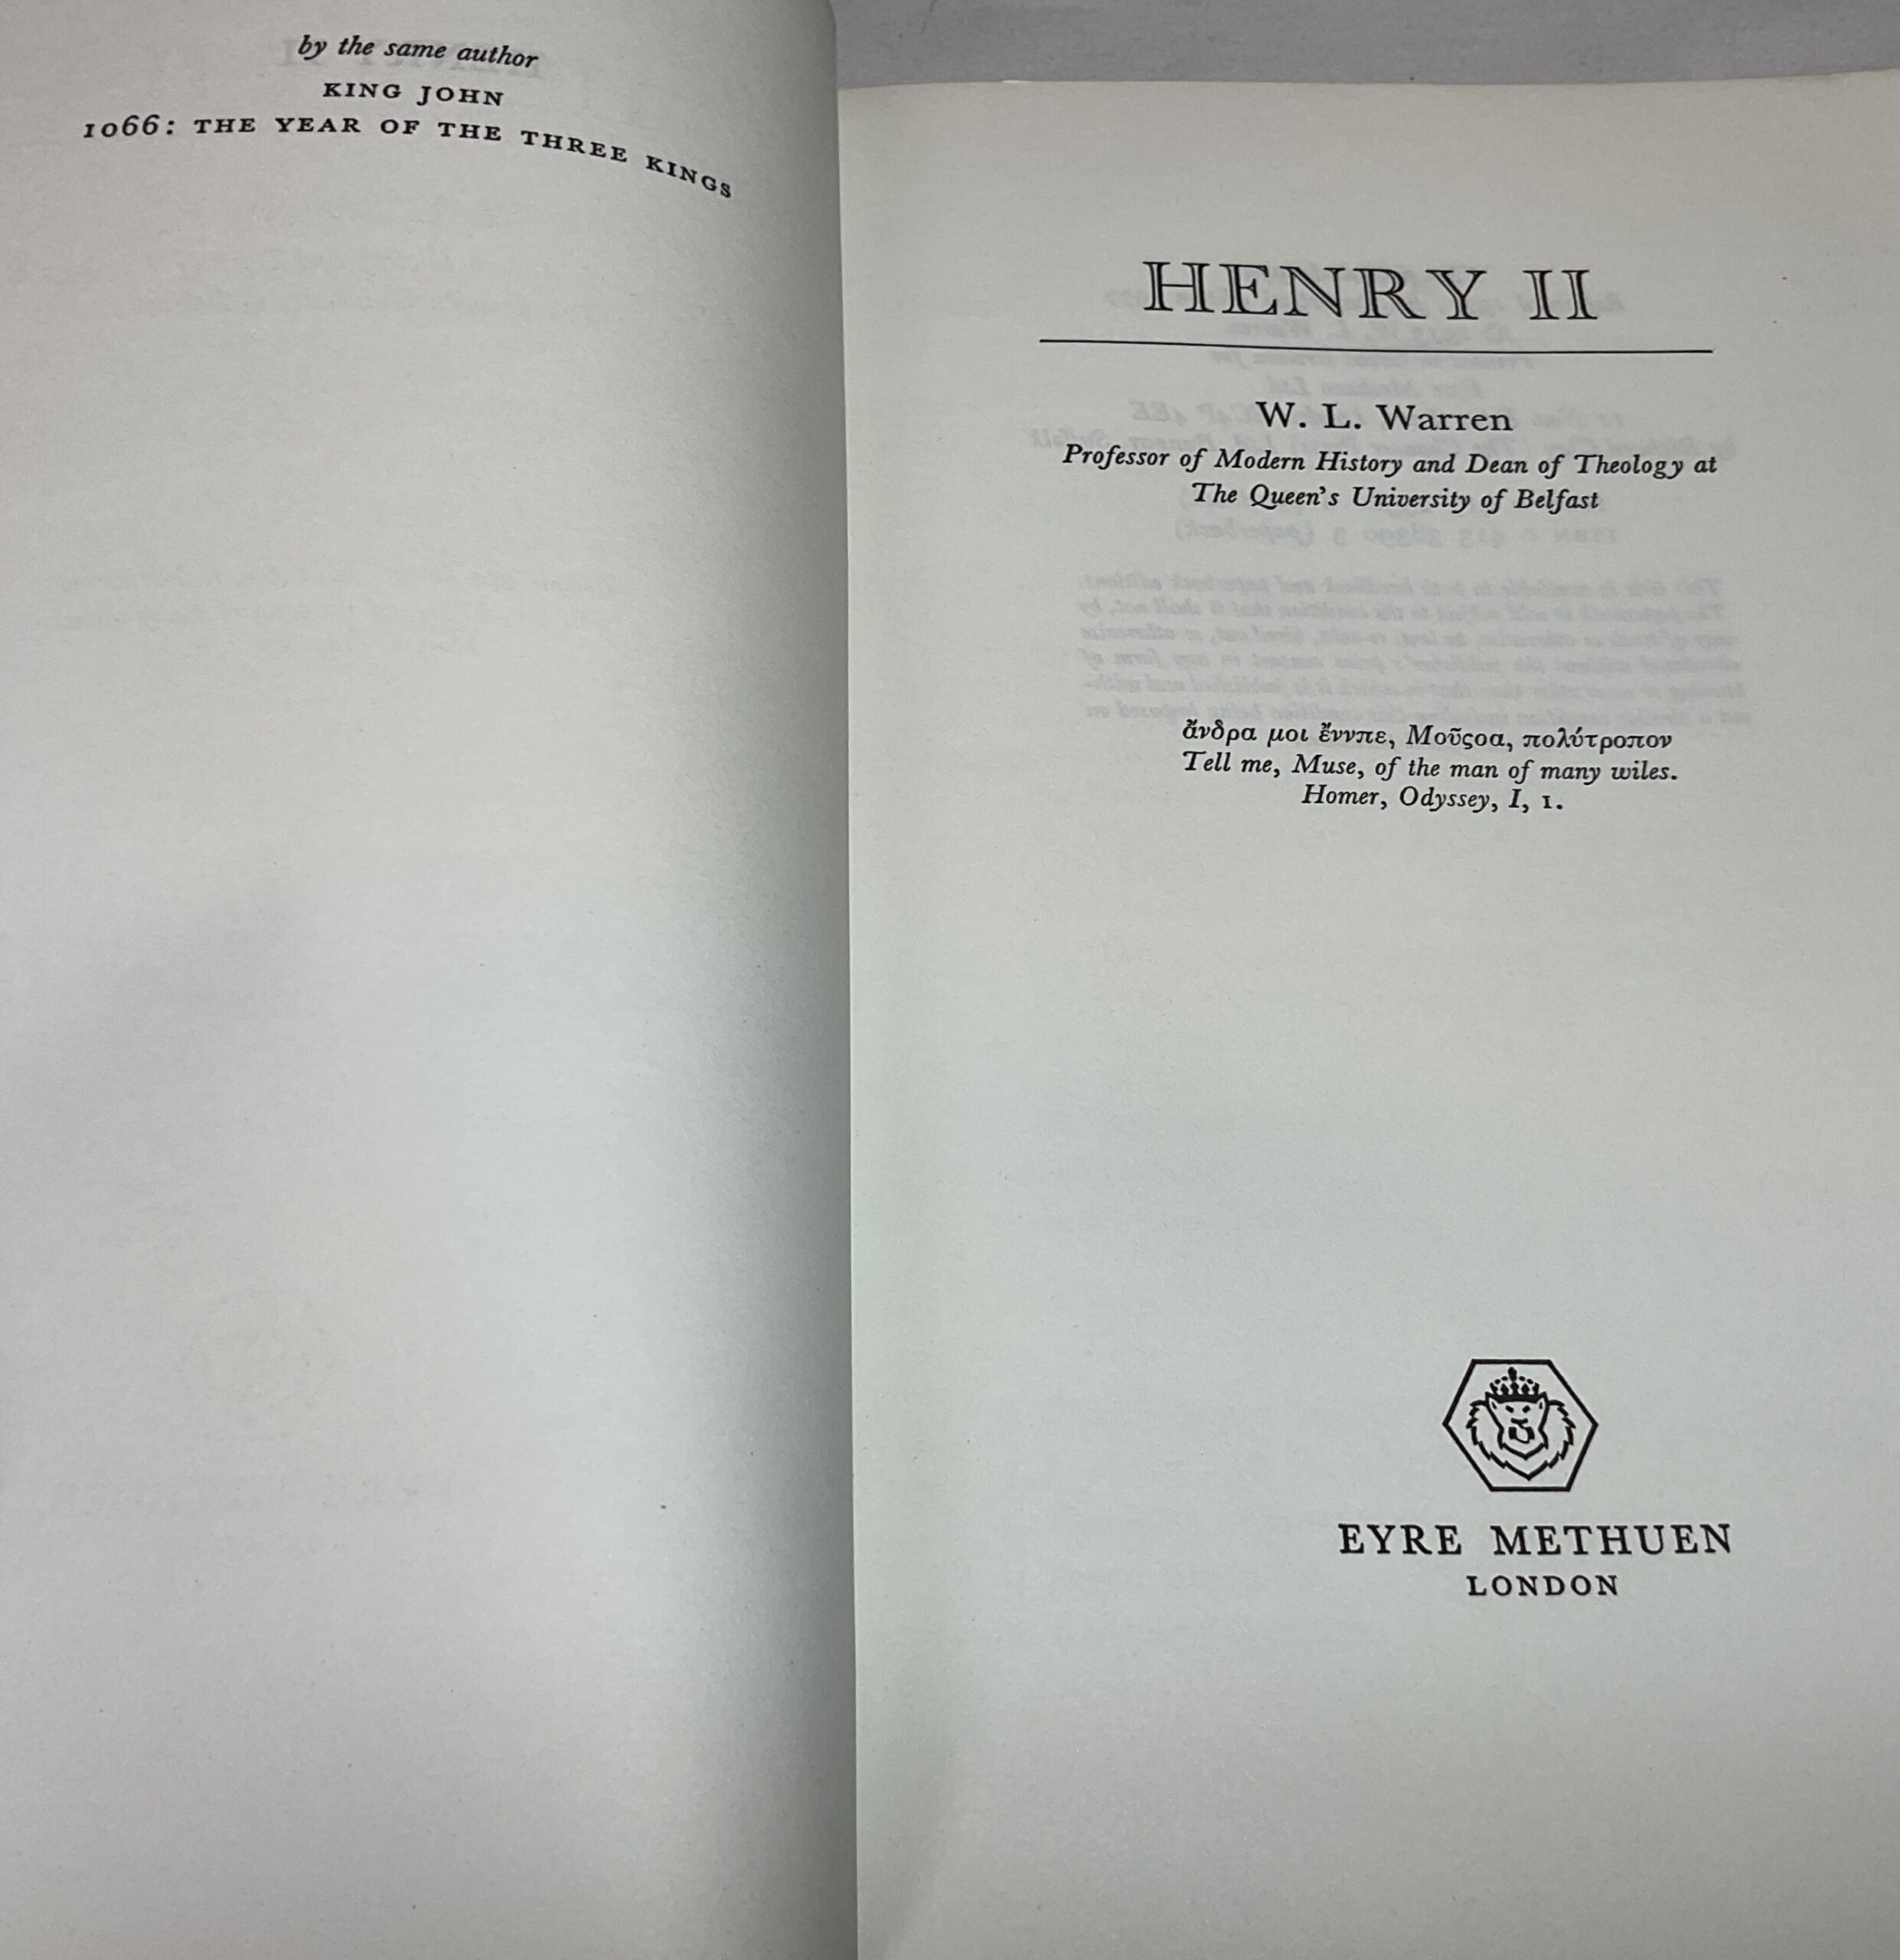 by the same author
KING JOHN
1066: THE YEAR OF THE THREE KINGS
HENRY II
W. L. Warren
Professor of Modern History and Dean of Theology at
The Queen's University of Belfast
ἄνδρα μοι ἔννπε, Μοῦςοα, πολύτροπον
Tell me, Muse, of the man of many wiles.
Homer, Odyssey, I, 1.
EYRE METHUEN
LONDON